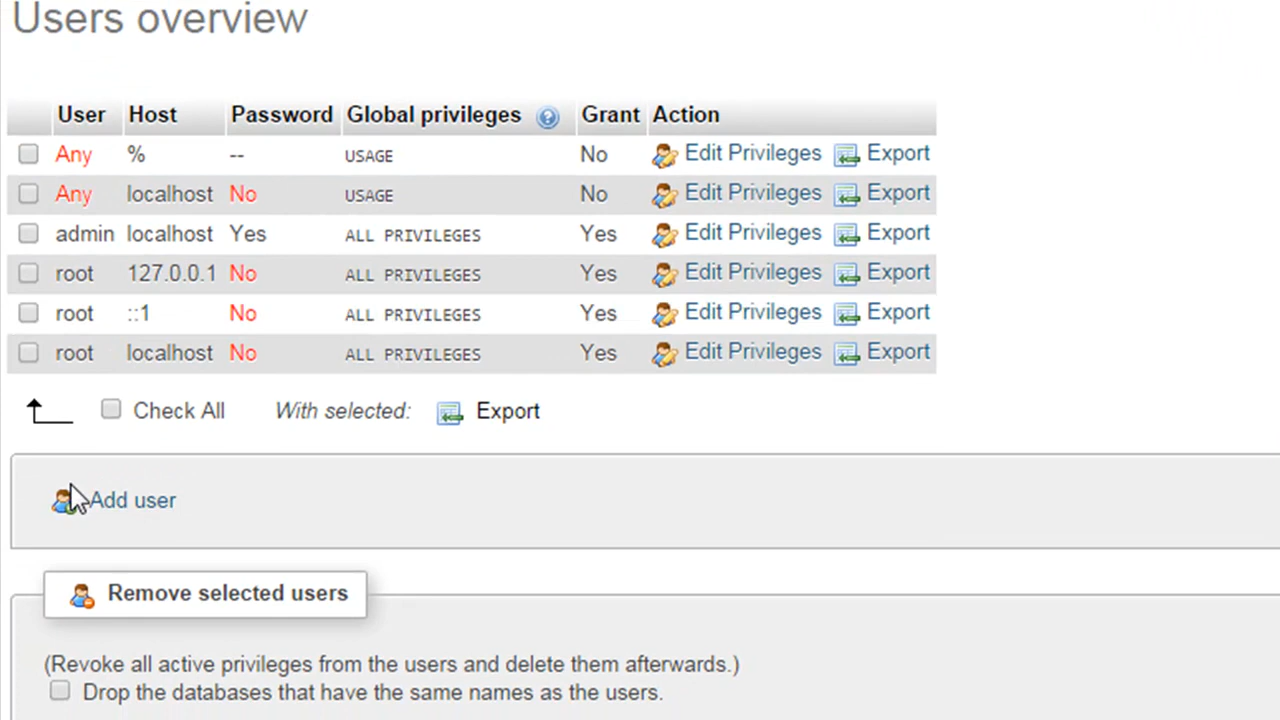 Users overview
User Host Password Global privileges Grant Action
Any % -- USAGE No Edit Privileges Export
Any localhost No USAGE No Edit Privileges Export
admin localhost Yes ALL PRIVILEGES Yes Edit Privileges Export
root 127.0.0.1 No ALL PRIVILEGES Yes Edit Privileges Export
root ::1 No ALL PRIVILEGES Yes Edit Privileges Export
root localhost No ALL PRIVILEGES Yes Edit Privileges Export
Check All With selected: Export
Add user
Remove selected users
(Revoke all active privileges from the users and delete them afterwards.)
Drop the databases that have the same names as the users.